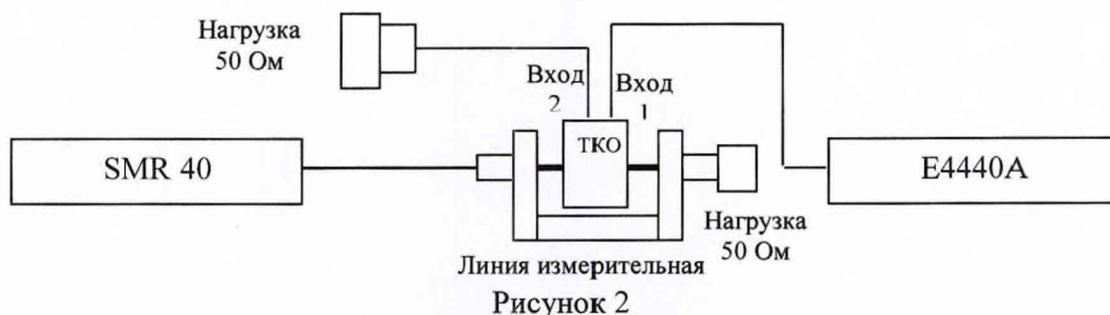 Нагрузка
50 Ом
Вход
2
Вход
1
ТКО
SMR 40
E4440A
Нагрузка
50 Ом
Линия измерительная
Рисунок 2